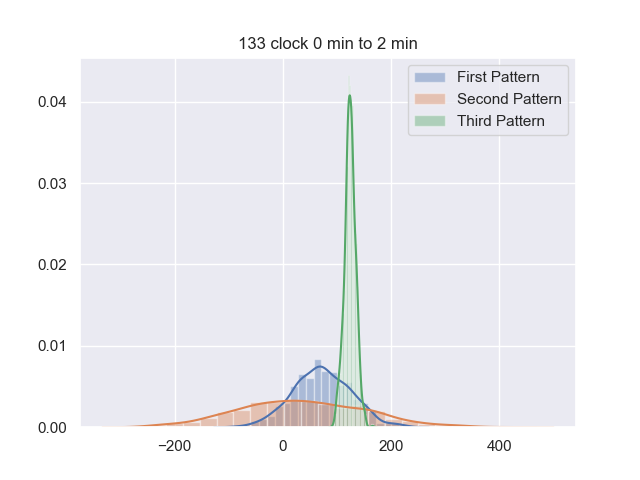 133 clock 0 min to 2 min
First Pattern
Second Pattern
Third Pattern
0.04
0.03
0.02
0.01
0.00
−200 0 200 400